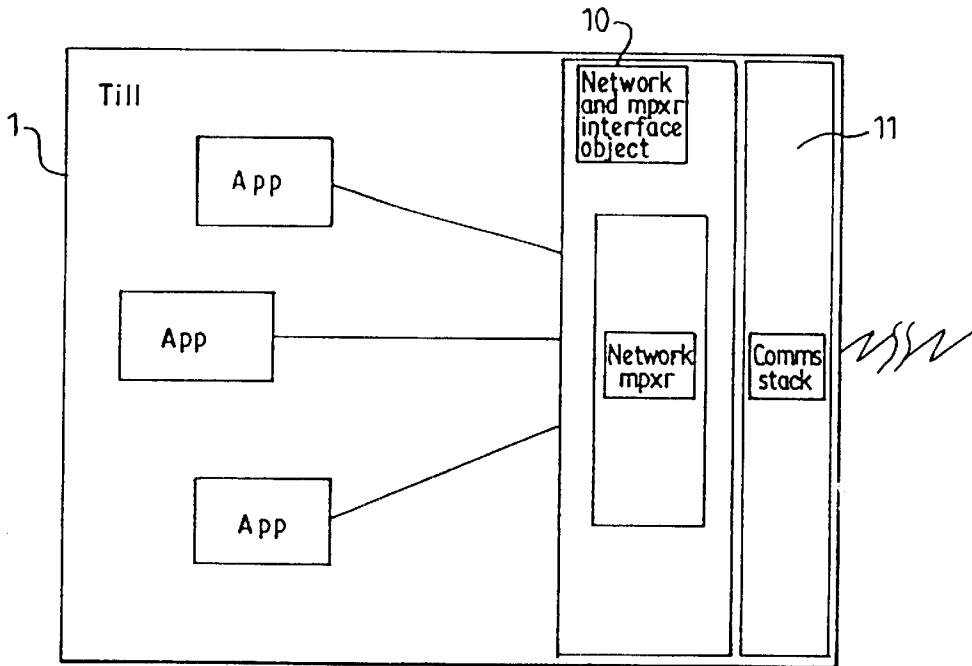 10
Till
Network
and mpxr
interface
object
1
11
App
App
Network
mpxr
Comms
stack
App